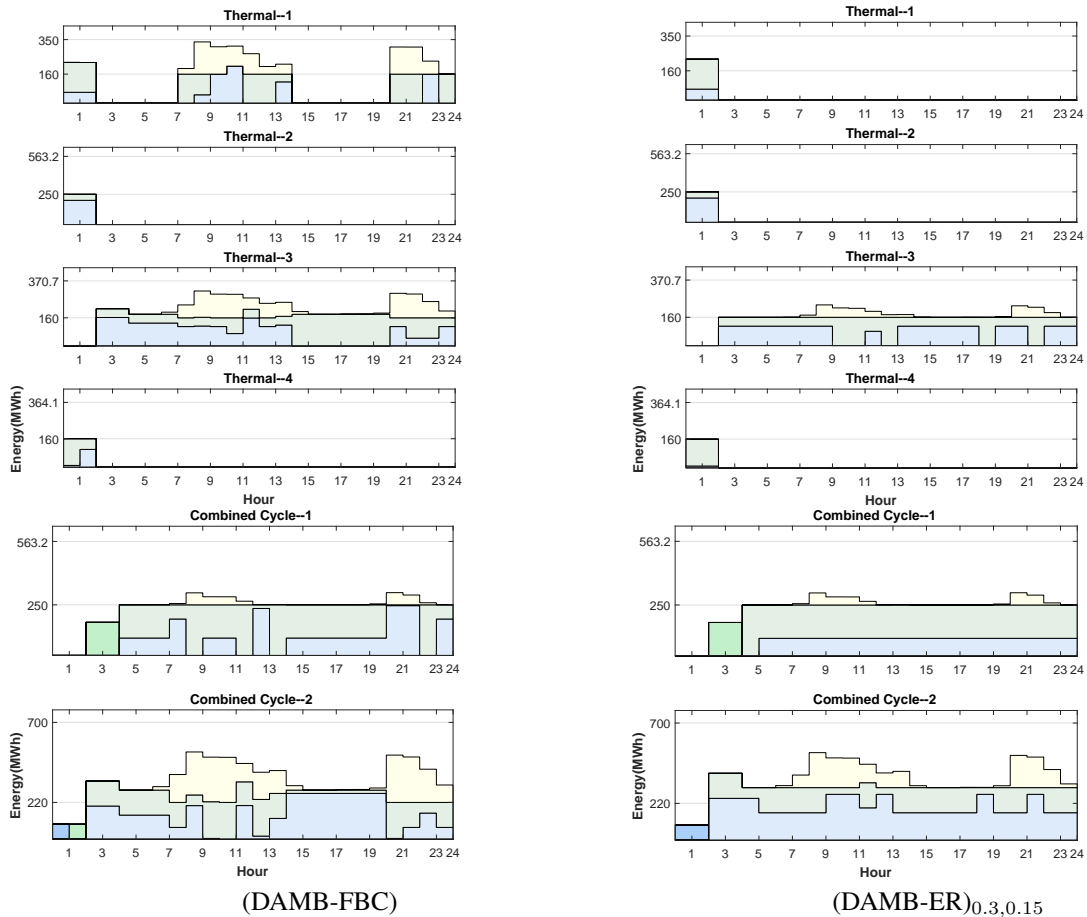 Thermal--1
350
160
1 3 5 7 9 11 13 15 17 19 21 23 24
Thermal--2
563.2
250
1 3 5 7 9 11 13 15 17 19 21 23 24
Thermal--3
370.7
160
1 3 5 7 9 11 13 15 17 19 21 23 24
Thermal--4
364.1
160
Energy(MWh)
1 3 5 7 9 11 13 15 17 19 21 23 24
Hour
Combined Cycle--1
563.2
250
1 3 5 7 9 11 13 15 17 19 21 23 24
Combined Cycle--2
700
220
Energy(MWh)
1 3 5 7 9 11 13 15 17 19 21 23 24
Hour
(DAMB-FBC)
Thermal--1
350
160
1 3 5 7 9 11 13 15 17 19 21 23 24
Thermal--2
563.2
250
1 3 5 7 9 11 13 15 17 19 21 23 24
Thermal--3
370.7
160
1 3 5 7 9 11 13 15 17 19 21 23 24
Thermal--4
364.1
160
Energy(MWh)
1 3 5 7 9 11 13 15 17 19 21 23 24
Hour
Combined Cycle--1
563.2
250
1 3 5 7 9 11 13 15 17 19 21 23 24
Combined Cycle--2
700
220
Energy(MWh)
1 3 5 7 9 11 13 15 17 19 21 23 24
Hour
(DAMB-ER)0.3,0.15